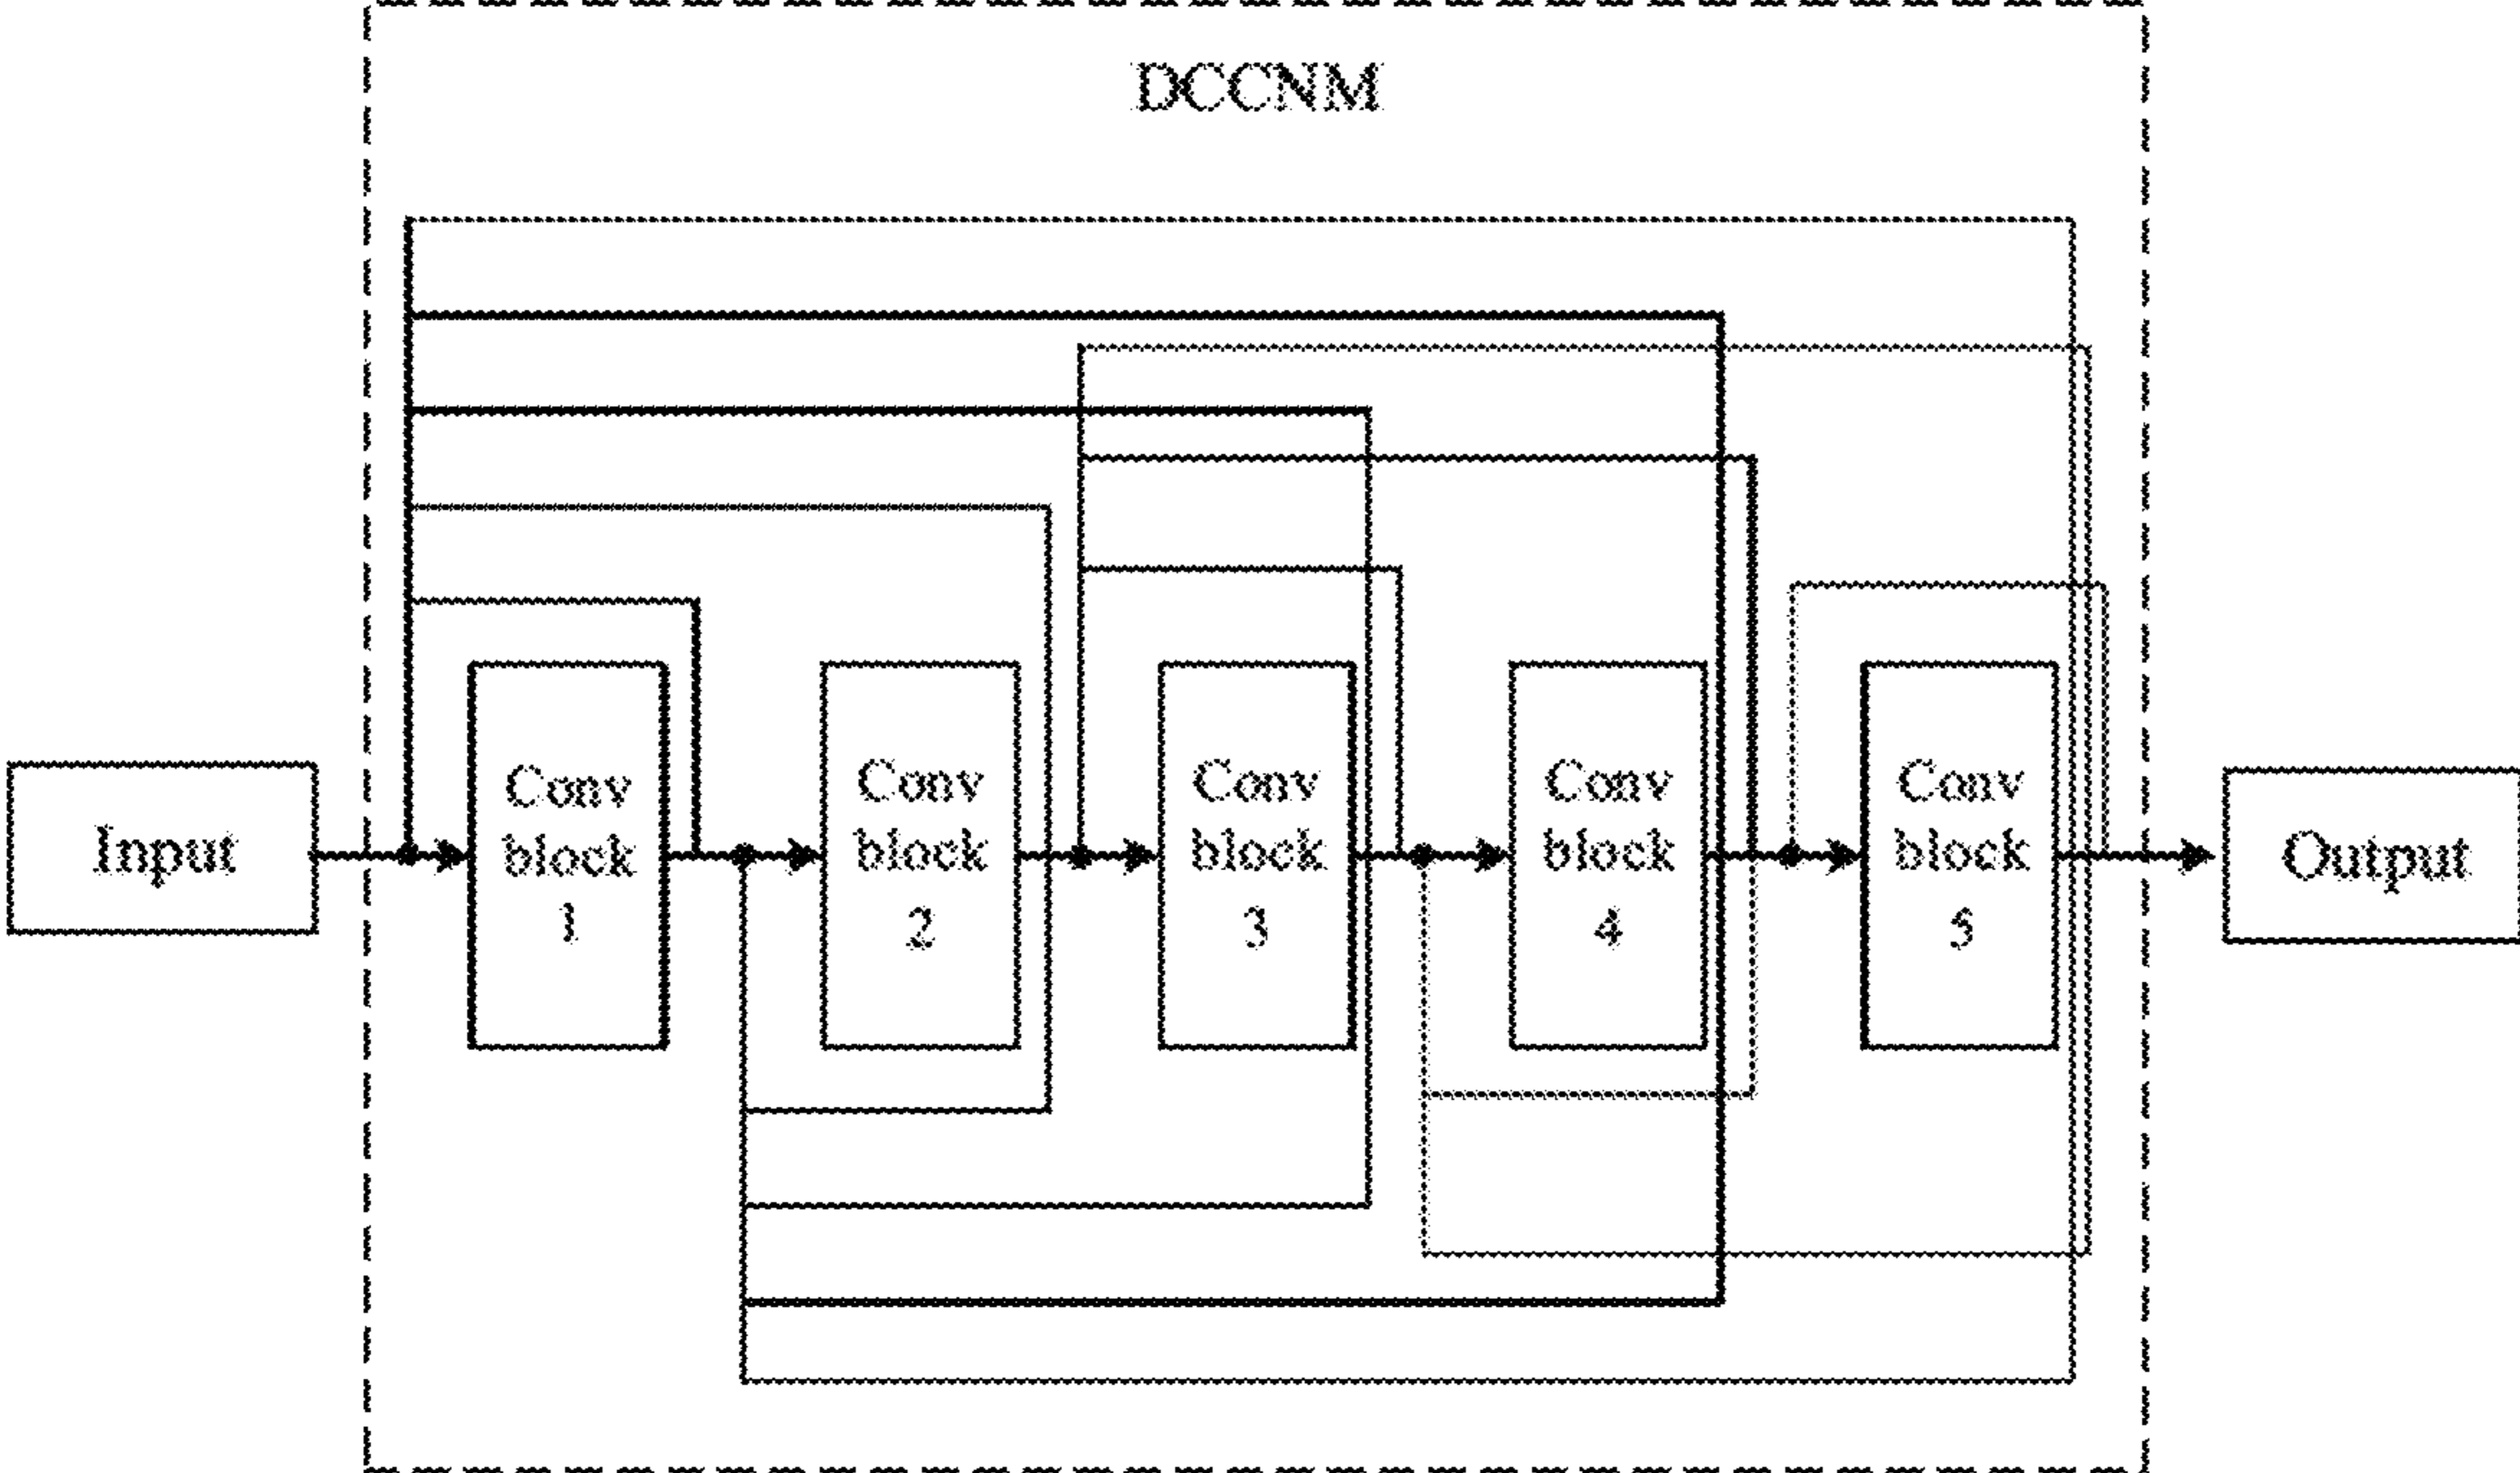 DCCNM
Input
Conv
block
1
Conv
block
2
Conv
block
3
Conv
block
4
Conv
block
5
Output